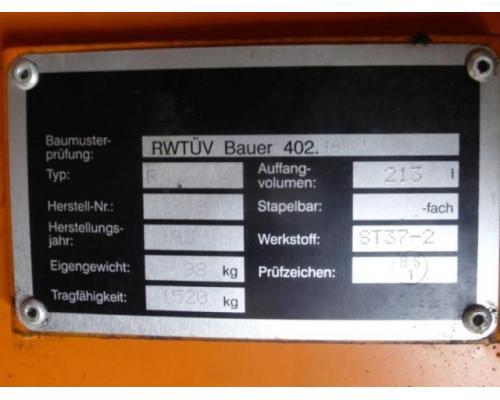 Baumuster-
prüfung: RWTÜV Bauer 402.
Typ: Auffang-
volumen: 213 l
Herstell-Nr.: Stapelbar: -fach
Herstellungs-
jahr: Werkstoff: ST37-2
Eigengewicht: 98 kg Prüfzeichen:
Tragfähigkeit: 1520 kg